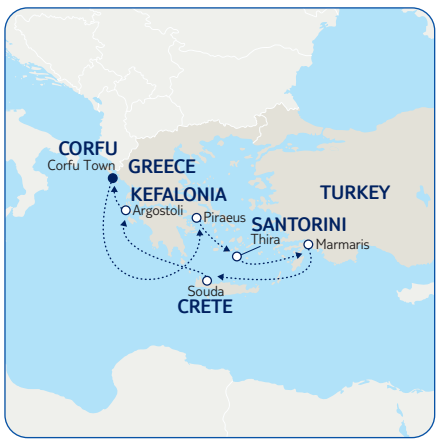 CORFU
Corfu Town
GREECE
KEFALONIA
Argostoli
Piraeus
TURKEY
SANTORINI
Thira
Marmaris
Souda
CRETE